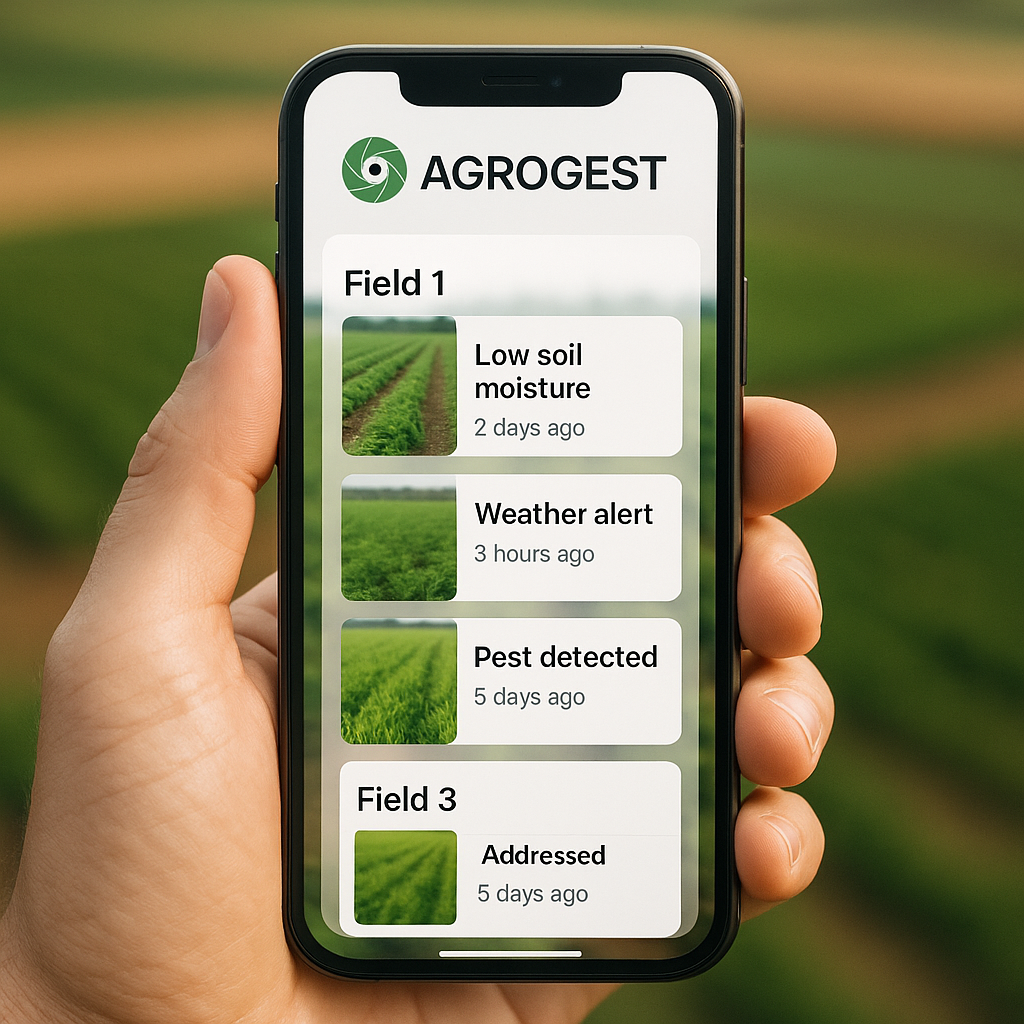 AGROGEST
Field 1
Low soil
moisture
2 days ago
Weather alert
3 hours ago
Pest detected
5 days ago
Field 3
Addressed
5 days ago